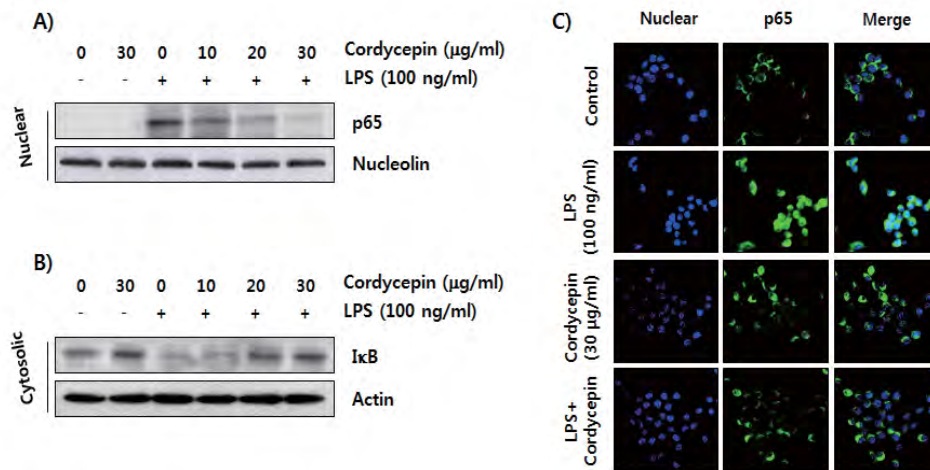 A)
0 30 0 10 20 30 Cordycepin (μg/ml)
- - + + + + LPS (100 ng/ml)
Nuclear
p65
Nucleolin
B)
0 30 0 10 20 30 Cordycepin (μg/ml)
- - + + + + LPS (100 ng/ml)
Cytosolic
IκB
Actin
C)
Nuclear p65 Merge
Control
LPS
(100 ng/ml)
Cordycepin
(30 μg/ml)
LPS+
Cordycepin